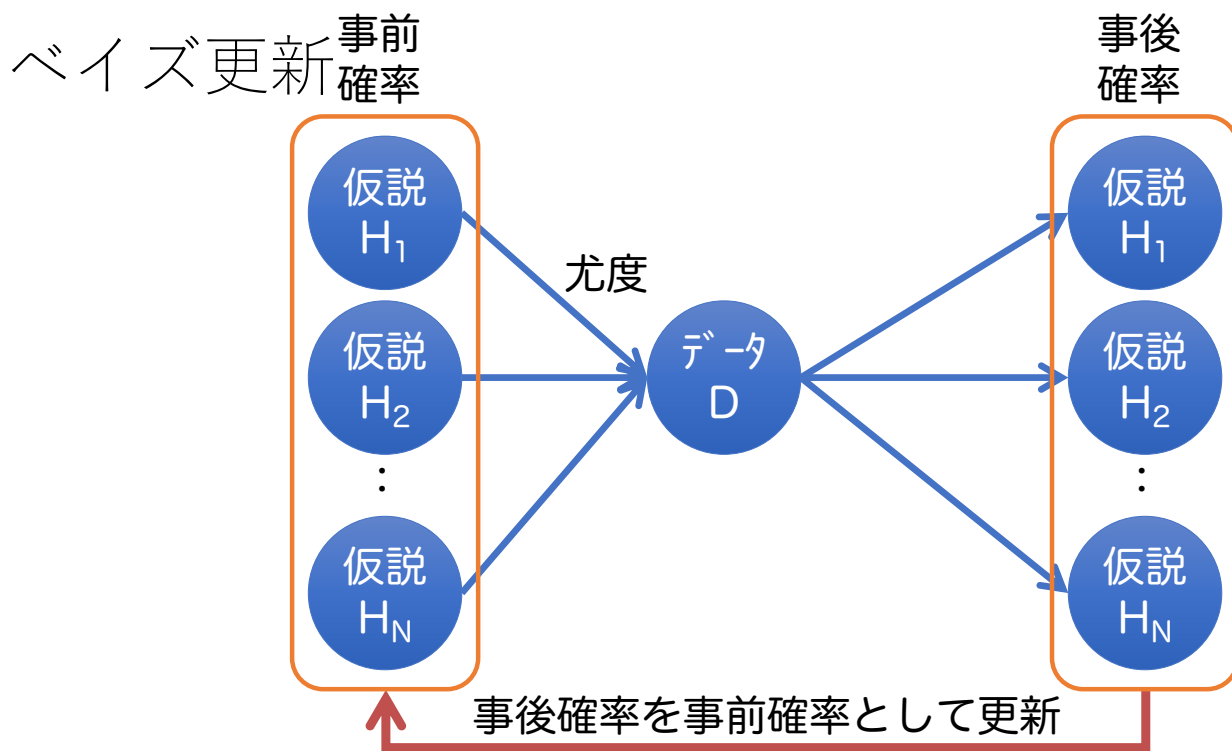 ベイズ更新
事前
確率
事後
確率
仮説
H₁
仮説
H₂
:
仮説
H_N
尤度
ﾃﾞｰﾀ
D
仮説
H₁
仮説
H₂
:
仮説
H_N
事後確率を事前確率として更新